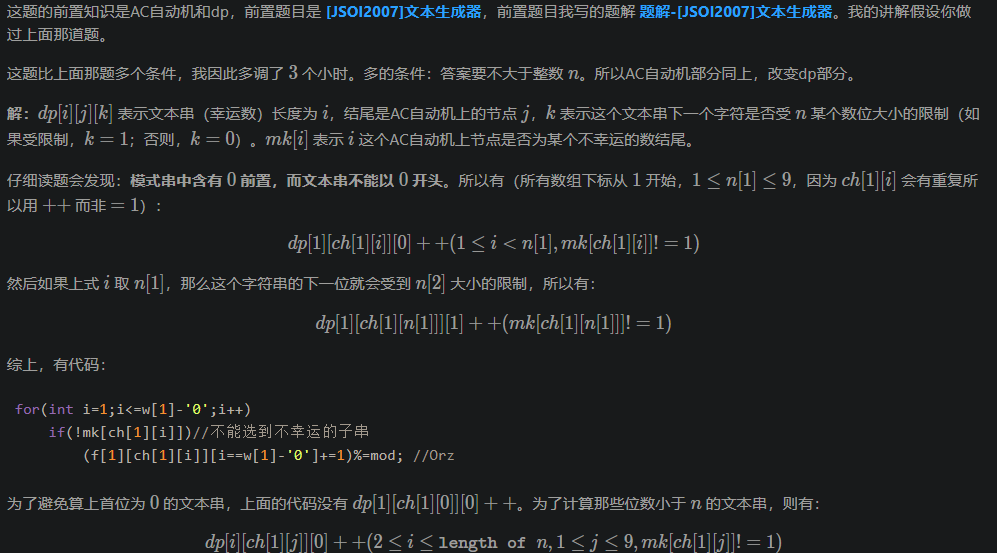 这题的前置知识是AC自动机和dp，前置题目是 [JSOI2007]文本生成器，前置题目我写的题解 题解-[JSOI2007]文本生成器。我的讲解假设你做
过上面那道题。
这题比上面那题多个条件，我因此多调了 3 个小时。多的条件：答案要不大于整数 n。所以AC自动机部分同上，改变dp部分。
解：dp[i][j][k] 表示文本串（幸运数）长度为 i，结尾是AC自动机上的节点 j，k 表示这个文本串下一个字符是否受 n 某个数位大小的限制（如
果受限制，k = 1；否则，k = 0）。mk[i] 表示 i 这个AC自动机上节点是否为某个不幸运的数结尾。
仔细读题会发现：模式串中含有 0 前置，而文本串不能以 0 开头。所以有（所有数组下标从 1 开始，1 ≤ n[1] ≤ 9，因为 ch[1][i] 会有重复所
以用 ++ 而非 = 1）：
dp[1][ch[1][i]][0] + +(1 ≤ i < n[1], mk[ch[1][i]]! = 1)
然后如果上式 i 取 n[1]，那么这个字符串的下一位就会受到 n[2] 大小的限制，所以有：
dp[1][ch[1][n[1]]][1] + +(mk[ch[1][n[1]]]! = 1)
综上，有代码：
for(int i=1;i<=w[1]-'0';i++)
if(!mk[ch[1][i]])//不能选到不幸运的子串
(f[1][ch[1][i]][i==w[1]-'0']+=1)%=mod; //Orz
为了避免算上首位为 0 的文本串，上面的代码没有 dp[1][ch[1][0]][0] + +。为了计算那些位数小于 n 的文本串，则有：
dp[i][ch[1][j]][0] + +(2 ≤ i ≤ length of n, 1 ≤ j ≤ 9, mk[ch[1][j]]! = 1)